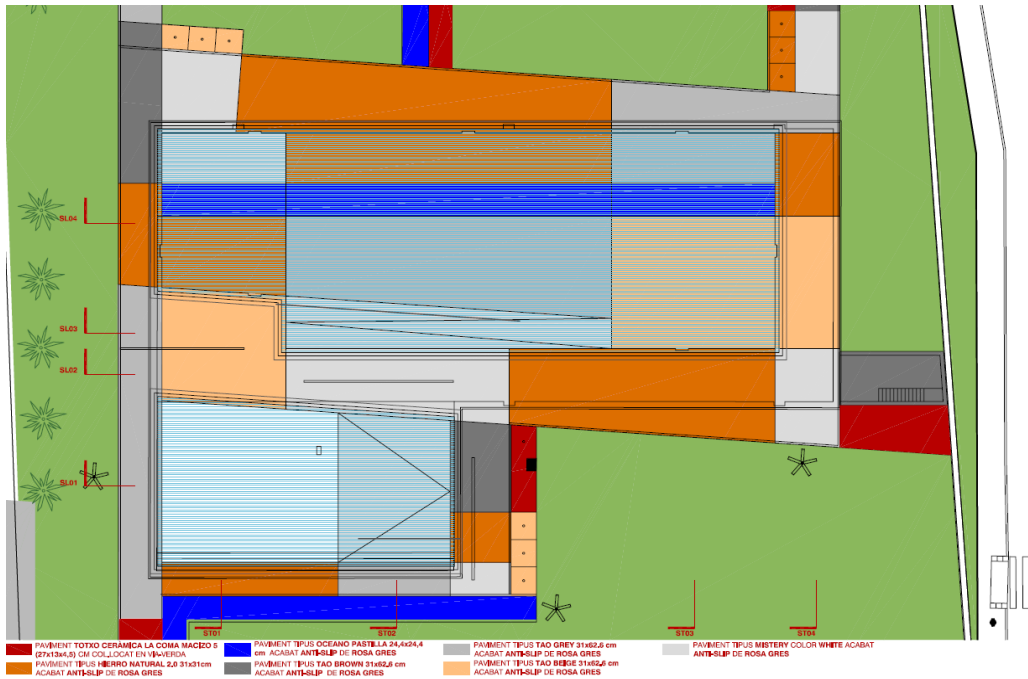 SL04
SL03
SL02
SL01
ST01 ST02 ST03 ST04
PAVIMENT TOTXO CERAMICA LA COMA MACIZO 5
(27x13x4,5) CM COL,LOCAT EN VIA-VERDA
PAVIMENT TIPUS HIERRO NATURAL 2,0 31x31cm
ACABAT ANTI-SLIP DE ROSA GRES
PAVIMENT TIPUS OCEANO PASTILLA 24,4x24,4
cm ACABAT ANTI-SLIP DE ROSA GRES
PAVIMENT TIPUS TAO BROWN 31x62,6 cm
ACABAT ANTI-SLIP DE ROSA GRES
PAVIMENT TIPUS TAO GREY 31x62,6 cm
ACABAT ANTI-SLIP DE ROSA GRES
PAVIMENT TIPUS TAO BEIGE 31x62,6 cm
ACABAT ANTI-SLIP DE ROSA GRES
PAVIMENT TIPUS MISTERY COLOR WHITE ACABAT
ANTI-SLIP DE ROSA GRES